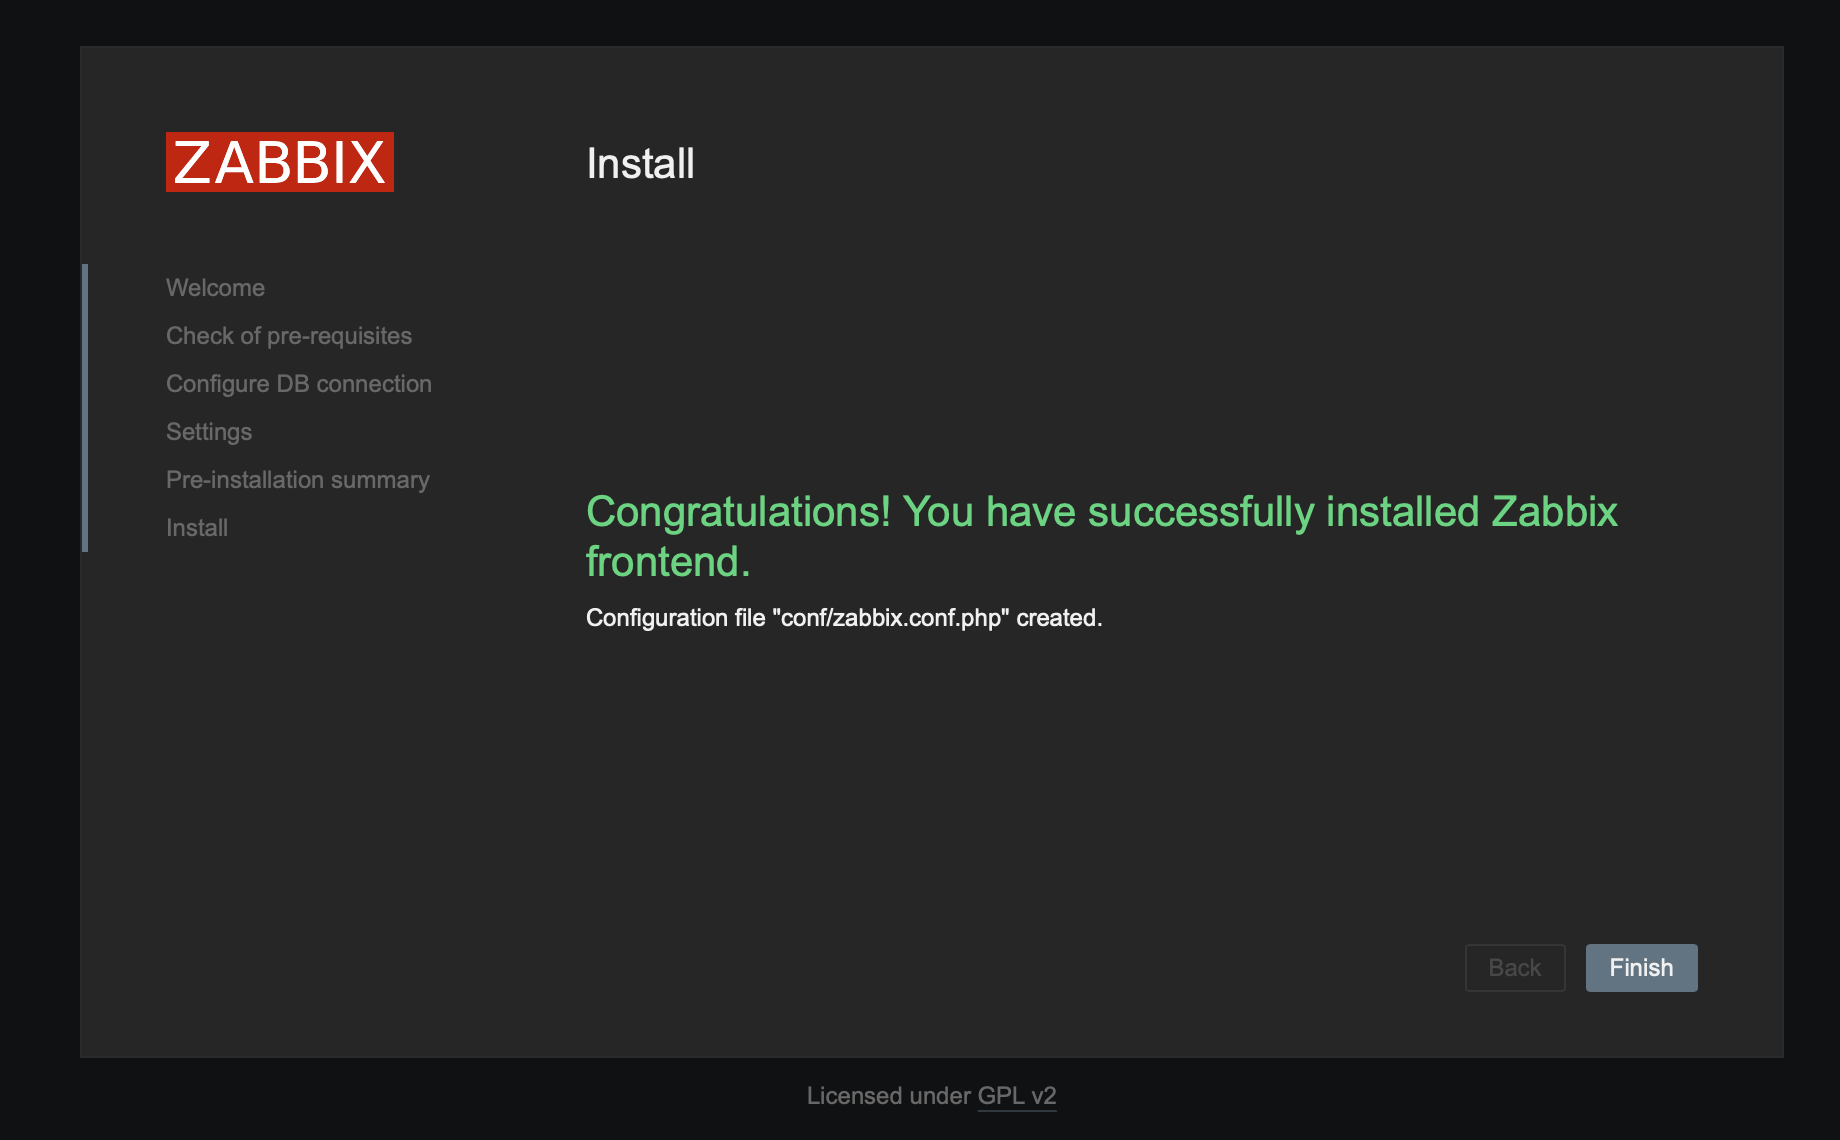 ZABBIX
Install
Welcome
Check of pre-requisites
Configure DB connection
Settings
Pre-installation summary
Install
Congratulations! You have successfully installed Zabbix
frontend.
Configuration file "conf/zabbix.conf.php" created.
Back
Finish
Licensed under GPL v2